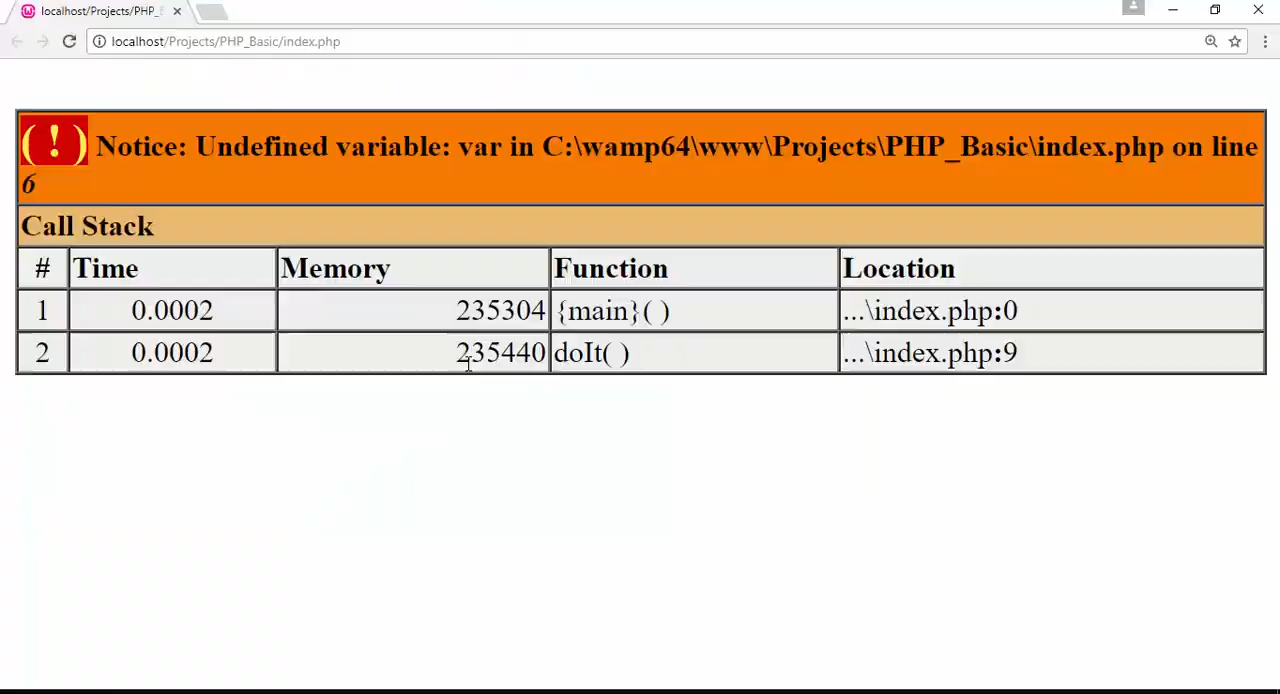 localhost/Projects/PHP_E
localhost/Projects/PHP_Basic/index.php
( ! ) Notice: Undefined variable: var in C:\wamp64\www\Projects\PHP_Basic\index.php on line
6
Call Stack
# Time Memory Function Location
1 0.0002 235304 {main}( ) ...\index.php:0
2 0.0002 235440 doIt( ) ...\index.php:9